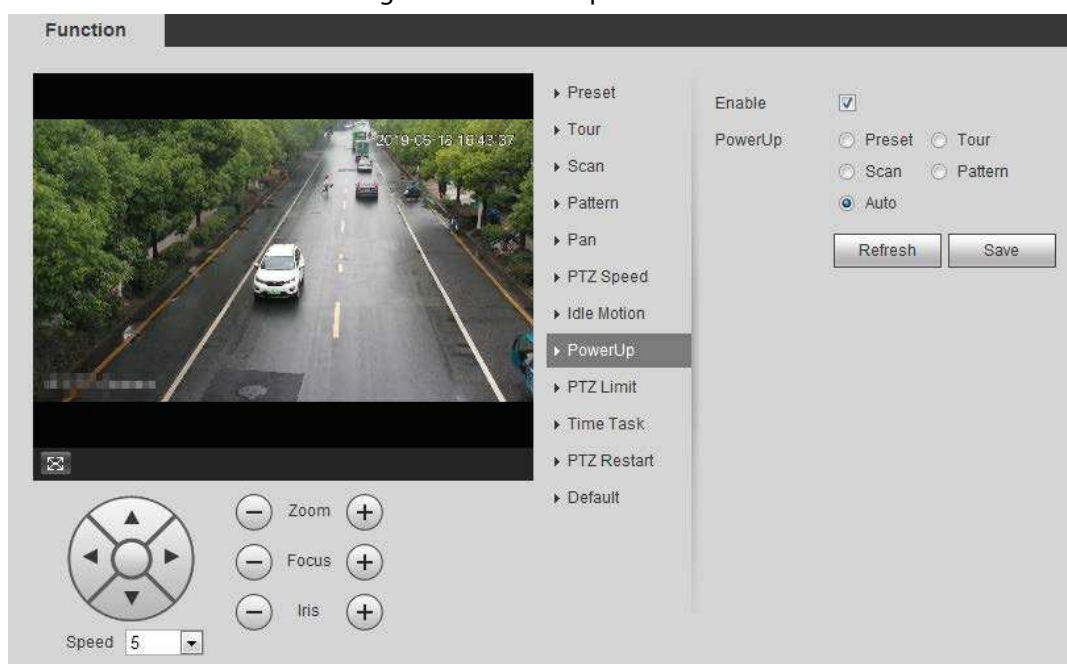 Function
2019-05-18 16:43:37
Preset
Tour
Scan
Pattern
Pan
PTZ Speed
Idle Motion
PowerUp
PTZ Limit
Time Task
PTZ Restart
Default
Enable
PowerUp Preset Tour
Scan Pattern
Auto
Refresh Save
Zoom
Focus
Iris
Speed 5